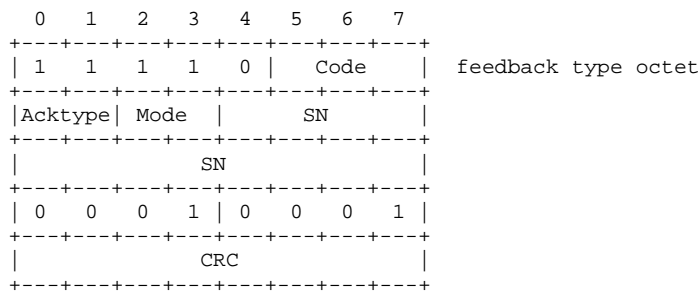 0   1   2   3   4   5   6   7
+---+---+---+---+---+---+---+---+
| 1   1   1   1   0 |   Code    |  feedback type octet
+---+---+---+---+---+---+---+---+
|Acktype| Mode  |      SN       |
+---+---+---+---+---+---+---+---+
|              SN               |
+---+---+---+---+---+---+---+---+
| 0   0   0   1 | 0   0   0   1 |
+---+---+---+---+---+---+---+---+
|              CRC              |
+---+---+---+---+---+---+---+---+